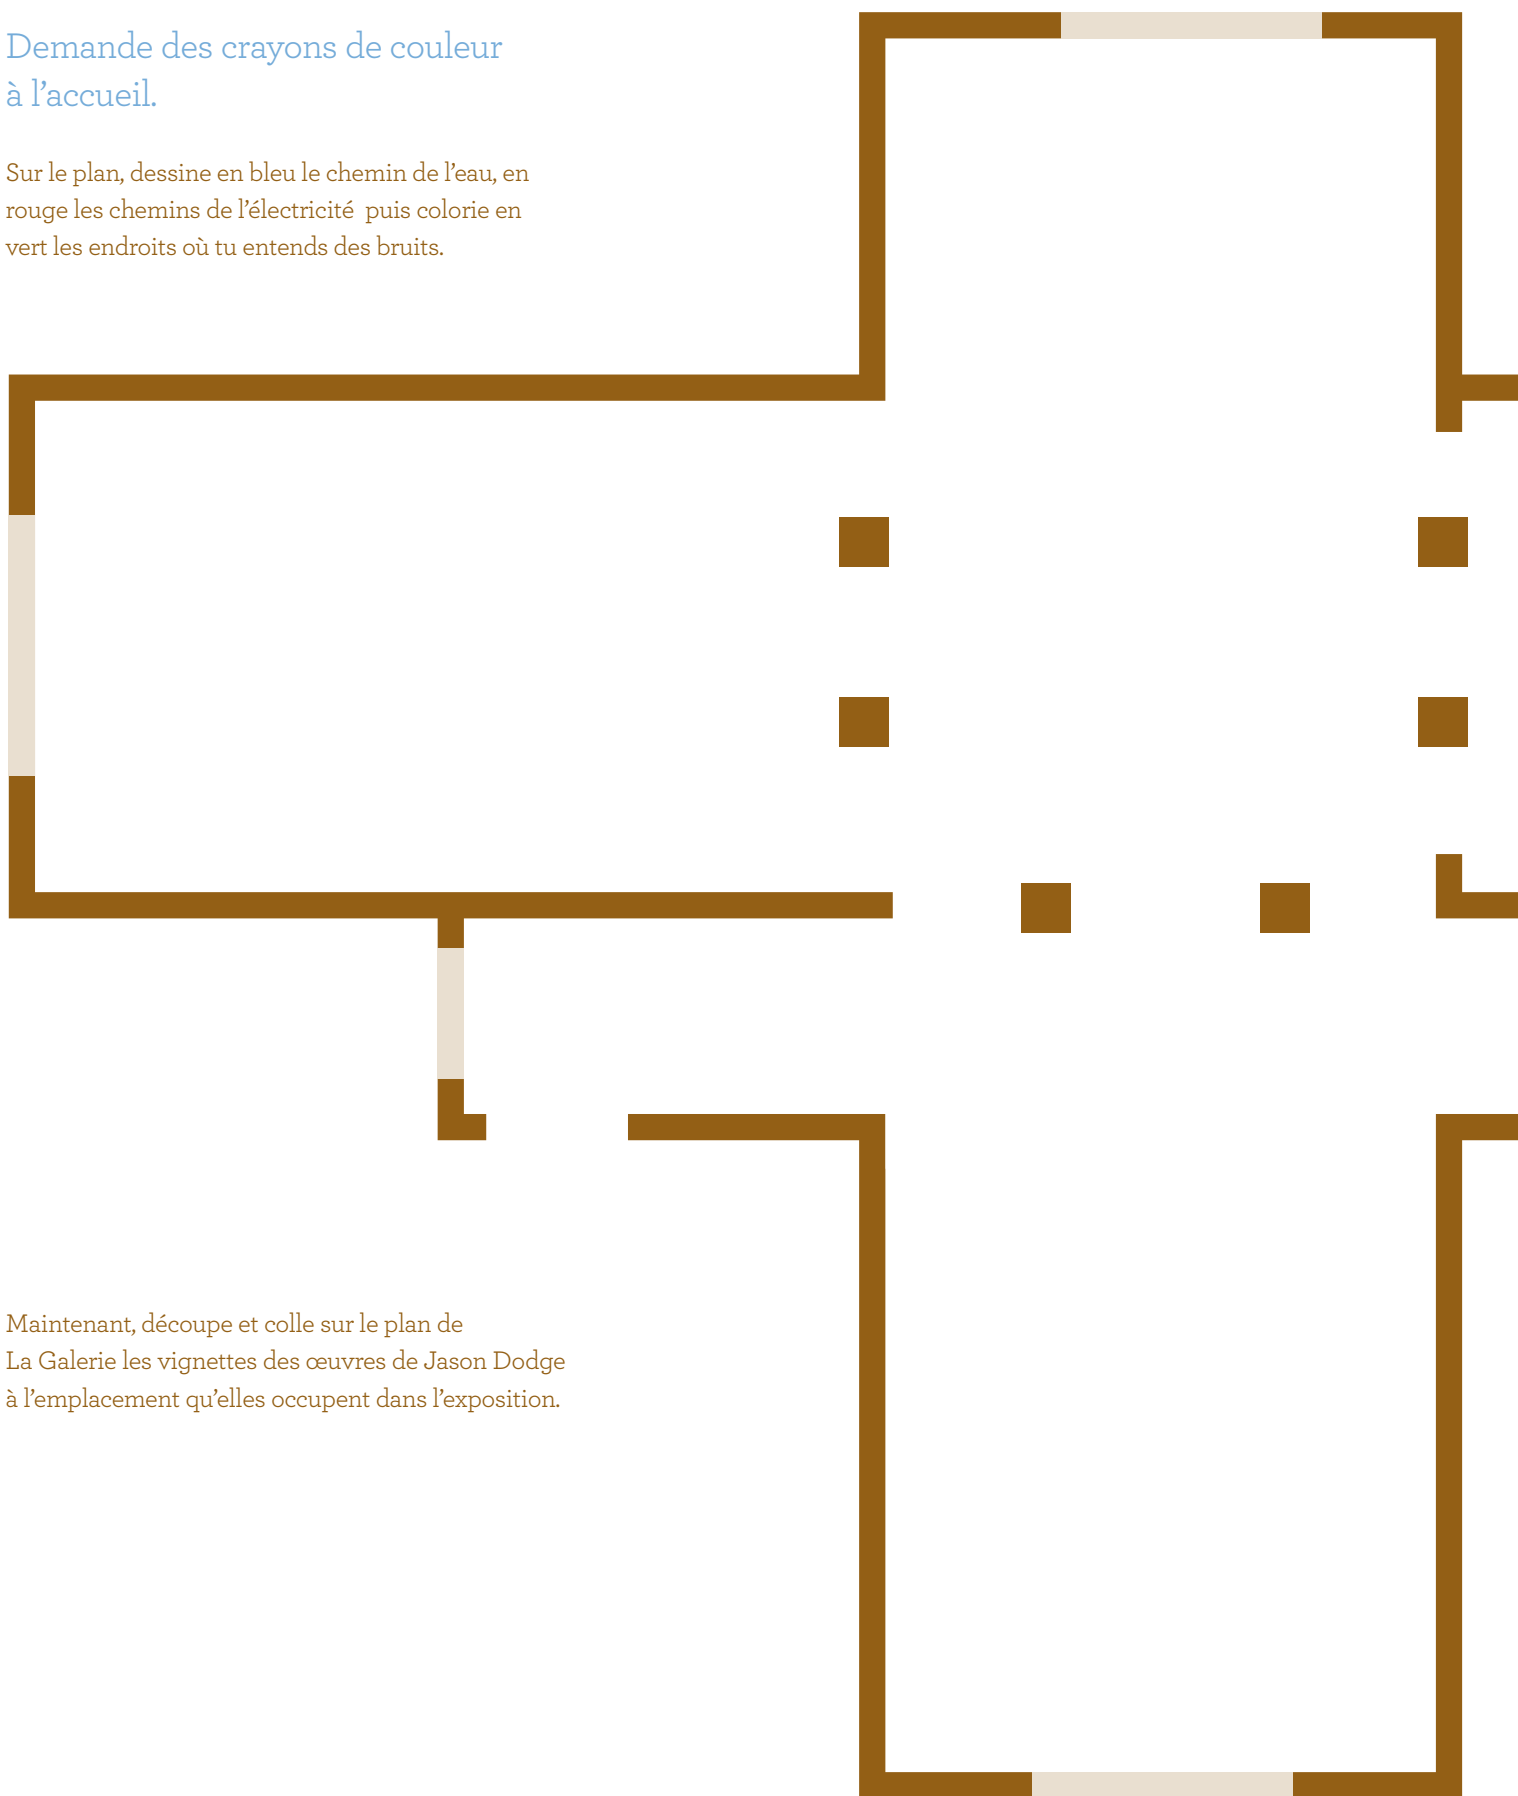 Demande des crayons de couleur
à l’accueil.
Sur le plan, dessine en bleu le chemin de l’eau, en
rouge les chemins de l’électricité  puis colorie en
vert les endroits où tu entends des bruits.
Maintenant, découpe et colle sur le plan de
La Galerie les vignettes des œuvres de Jason Dodge
à l’emplacement qu’elles occupent dans l’exposition.